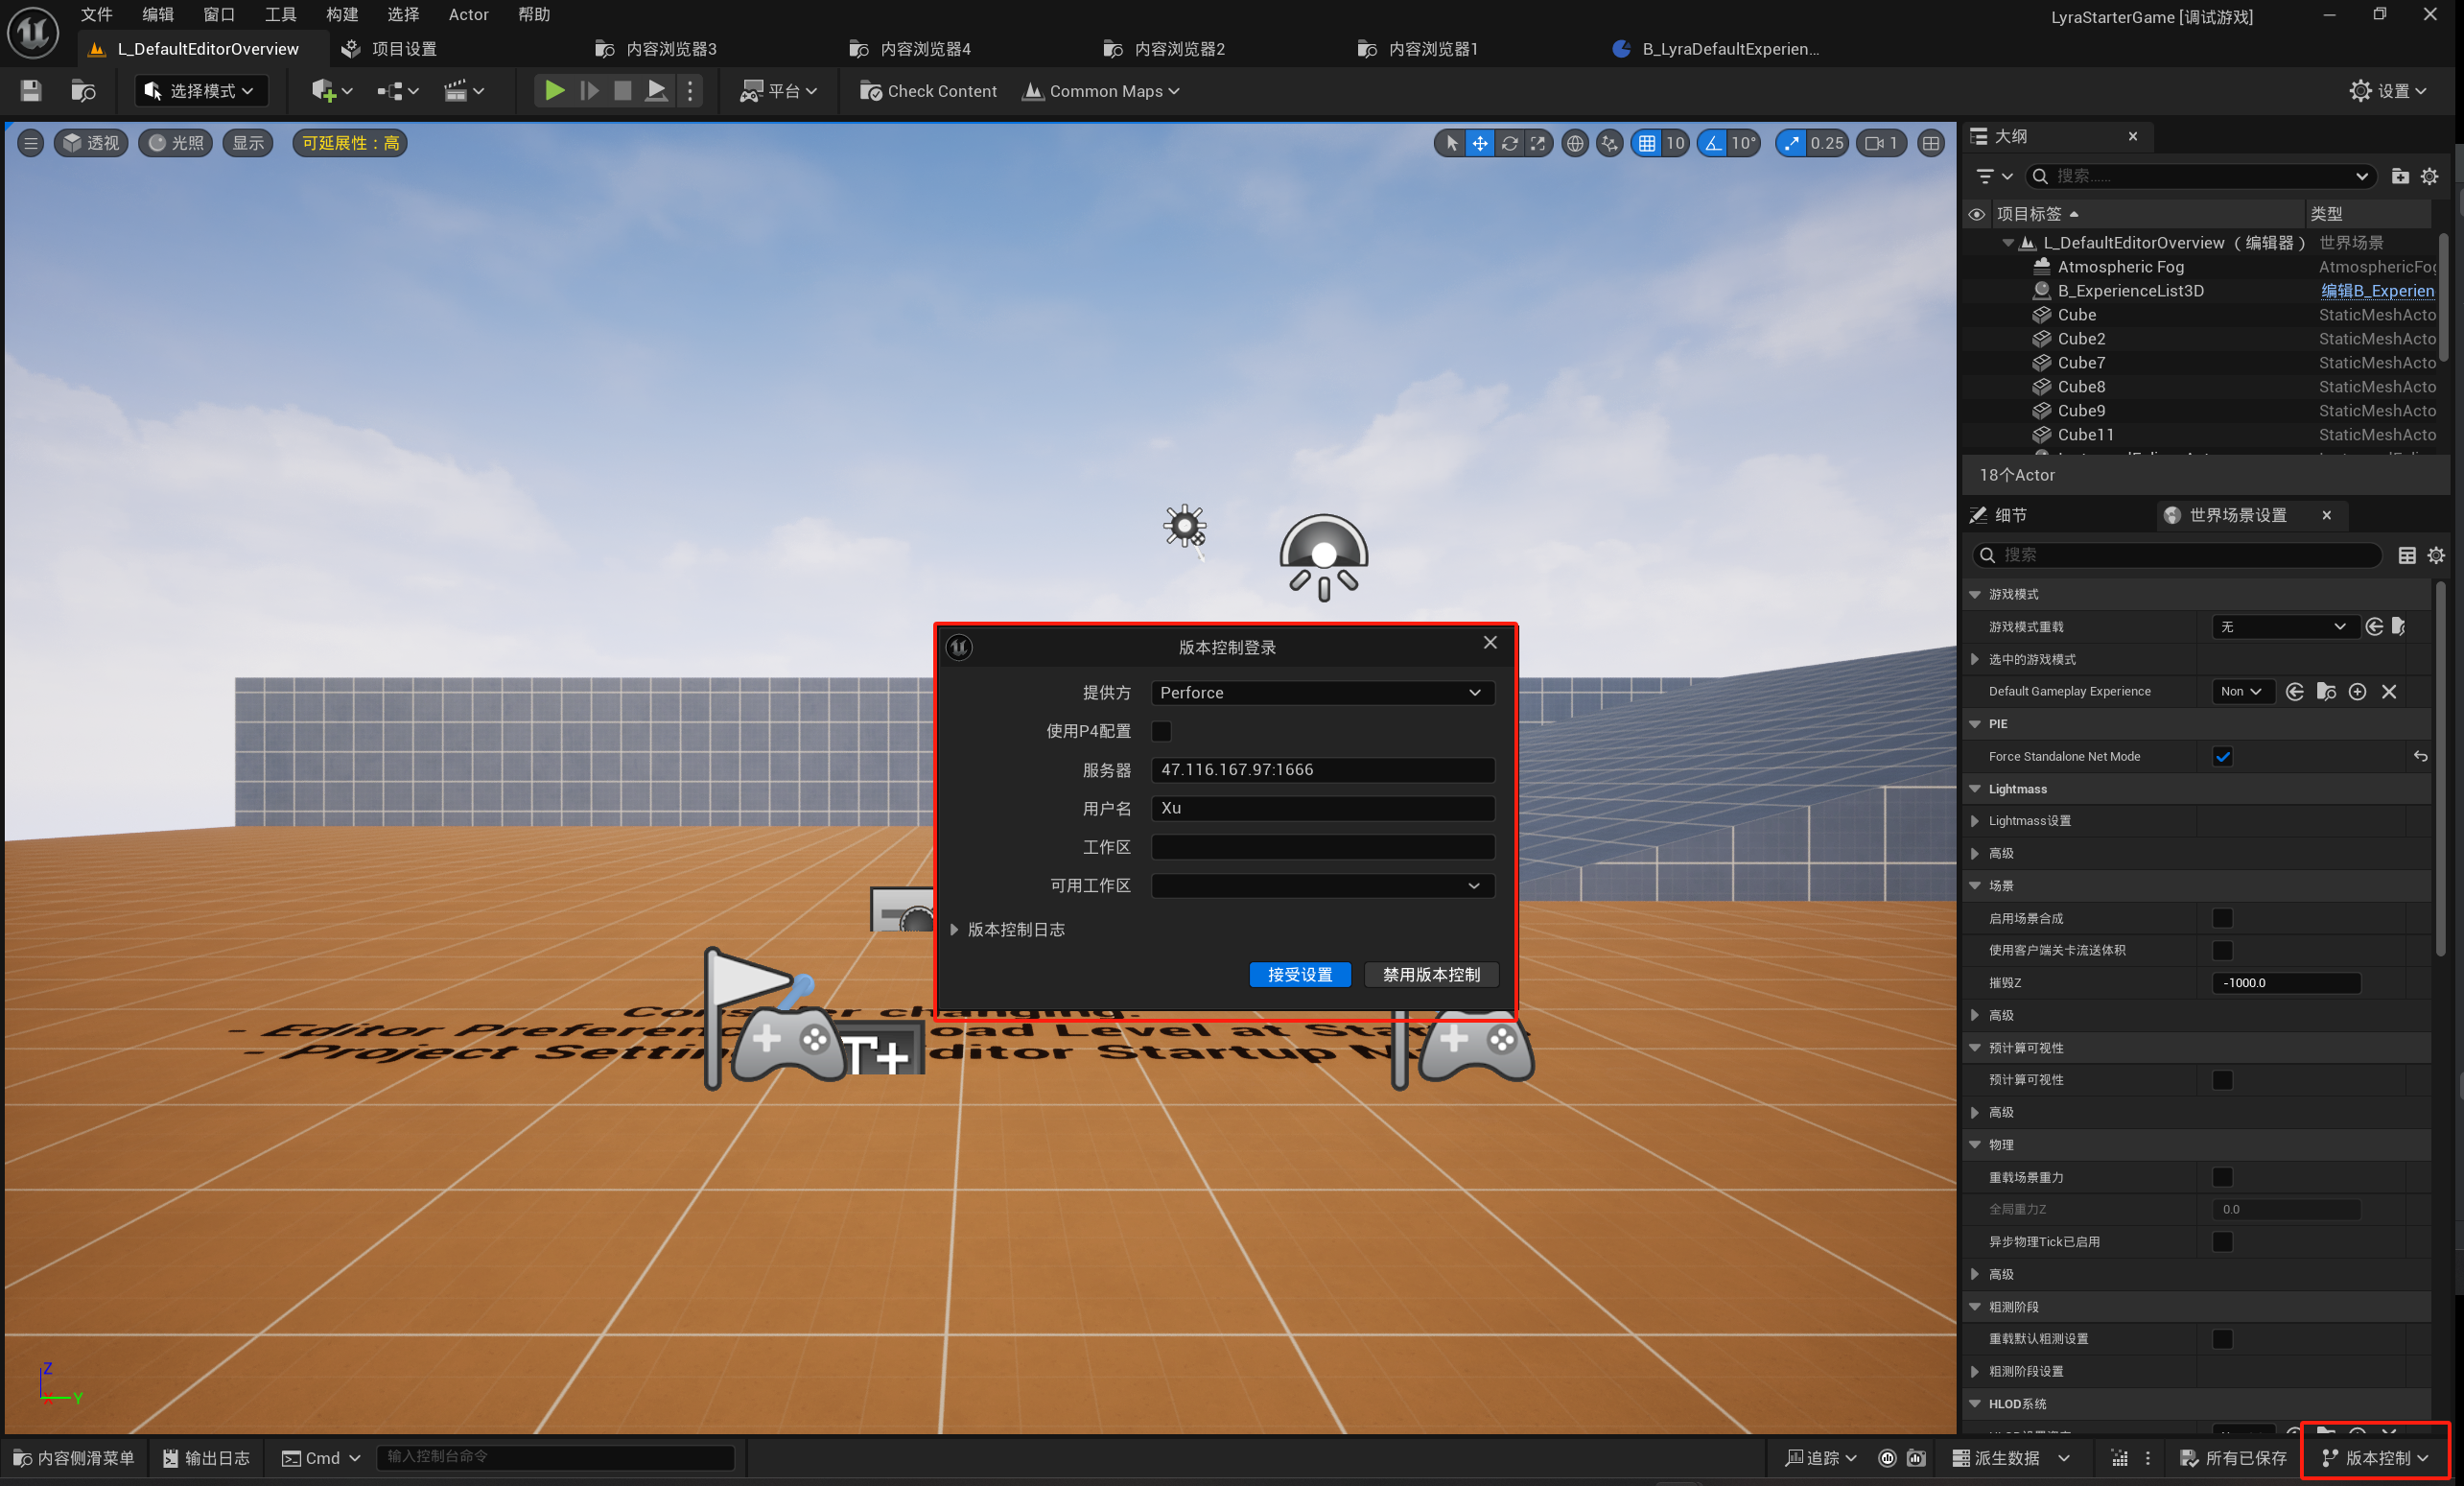 文件 编辑 窗口 工具 构建 选择 Actor 帮助
LyraStarterGame [调试游戏]
L_DefaultEditorOverview 项目设置 内容浏览器3 内容浏览器4 内容浏览器2 内容浏览器1 B_LyraDefaultExperien...
选择模式 平台 Check Content Common Maps 设置
透视 光照 显示 可延展性：高 10 10° 0.25 1
大纲
搜索......
项目标签 类型
L_DefaultEditorOverview （编辑器） 世界场景
Atmospheric Fog AtmosphericFog
B_ExperienceList3D 编辑B_Experien
Cube StaticMeshActo
Cube2 StaticMeshActo
Cube7 StaticMeshActo
Cube8 StaticMeshActo
Cube9 StaticMeshActo
Cube11 StaticMeshActo
18个Actor
细节 世界场景设置
搜索
游戏模式
游戏模式重载 无
选中的游戏模式
Default Gameplay Experience Non
PIE
Force Standalone Net Mode
Lightmass
Lightmass设置
高级
场景
启用场景合成
使用客户端关卡流送体积
摧毁Z -1000.0
高级
预计算可视性
预计算可视性
高级
物理
重载场景重力
全局重力Z 0.0
异步物理Tick已启用
高级
粗测阶段
重载默认粗测设置
粗测阶段设置
HLOD系统
版本控制登录
提供方 Perforce
使用P4配置
服务器 47.116.167.97:1666
用户名 Xu
工作区
可用工作区
版本控制日志
接受设置 禁用版本控制
changing:
- Editor Level at
- Project Startup
T+
Z
X Y
内容侧滑菜单 输出日志 Cmd 输入控制台命令 追踪 派生数据 所有已保存 版本控制